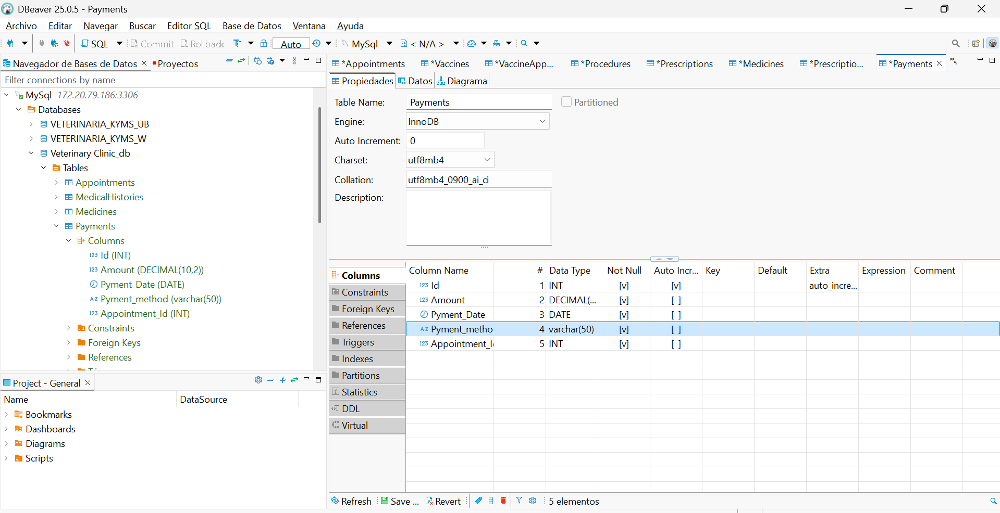 DBeaver 25.0.5 - Payments
Archivo Editar Navegar Buscar Editor SQL Base de Datos Ventana Ayuda
SQL Commit Rollback Auto MySql < N/A >
Navegador de Bases de Datos Proyectos
Filter connections by name
MySql 172.20.79.186:3306
Databases
VETERINARIA_KYMS_UB
VETERINARIA_KYMS_W
Veterinary Clinic_db
Tables
Appointments
MedicalHistories
Medicines
Payments
Columns
Id (INT)
Amount (DECIMAL(10,2))
Pyment_Date (DATE)
Pyment_method (varchar(50))
Appointment_Id (INT)
Constraints
Foreign Keys
References
Project - General
Name DataSource
Bookmarks
Dashboards
Diagrams
Scripts
*Appointments *Vaccines *VaccineApp... *Procedures *Prescriptions *Medicines *Prescriptio... *Payments »5
Propiedades Datos Diagrama
Table Name: Payments Partitioned
Engine: InnoDB
Auto Increment: 0
Charset: utf8mb4
Collation: utf8mb4_0900_ai_ci
Description:
Columns
Constraints
Foreign Keys
References
Triggers
Indexes
Partitions
Statistics
DDL
Virtual
Column Name # Data Type Not Null Auto Incr... Key Default Extra Expression Comment
123 Id 1 INT [v] [v] auto_incre...
123 Amount 2 DECIMAL(... [v] [ ]
Pyment_Date 3 DATE [v] [ ]
A-Z Pyment_metho 4 varchar(50) [v] [ ]
123 Appointment_I 5 INT [v] [ ]
Refresh Save ... Revert 5 elementos